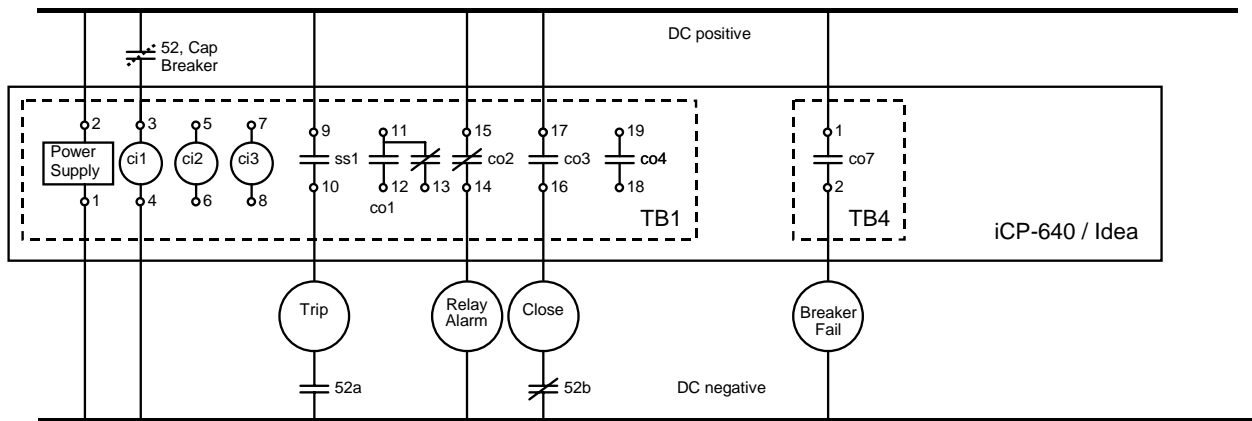 DC positive
52, Cap
Breaker
2 3 5 7 9 11 15 17 19 1
Power
Supply
ci1 ci2 ci3 ss1 co2 co3 co4 co7
1 4 6 8 10 12 13 14 16 18 2
co1
TB1 TB4
iCP-640 / Idea
Trip
Relay
Alarm
Close
Breaker
Fail
52a 52b
DC negative